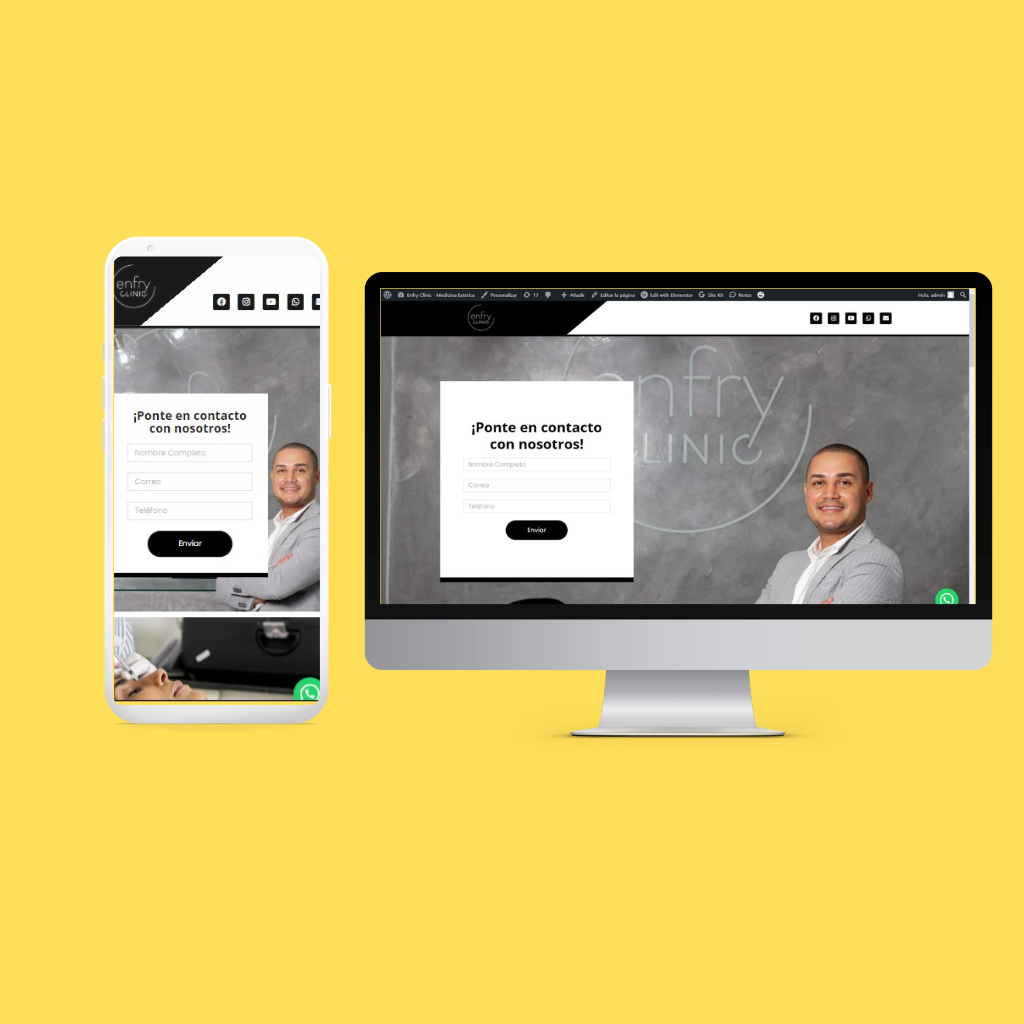 enfry
CLINIC
¡Ponte en contacto
con nosotros!
Nombre Completo
Correo
Teléfono
Enviar
Enfry Clinic - Medicina Estetica Personalizar 17 Añadir Editar la página Edit with Elementor Site Kit Notes Hola, admin
enfry
CLINIC
enfry
CLINIC
¡Ponte en contacto
con nosotros!
Nombre Completo
Correo
Teléfono
Enviar